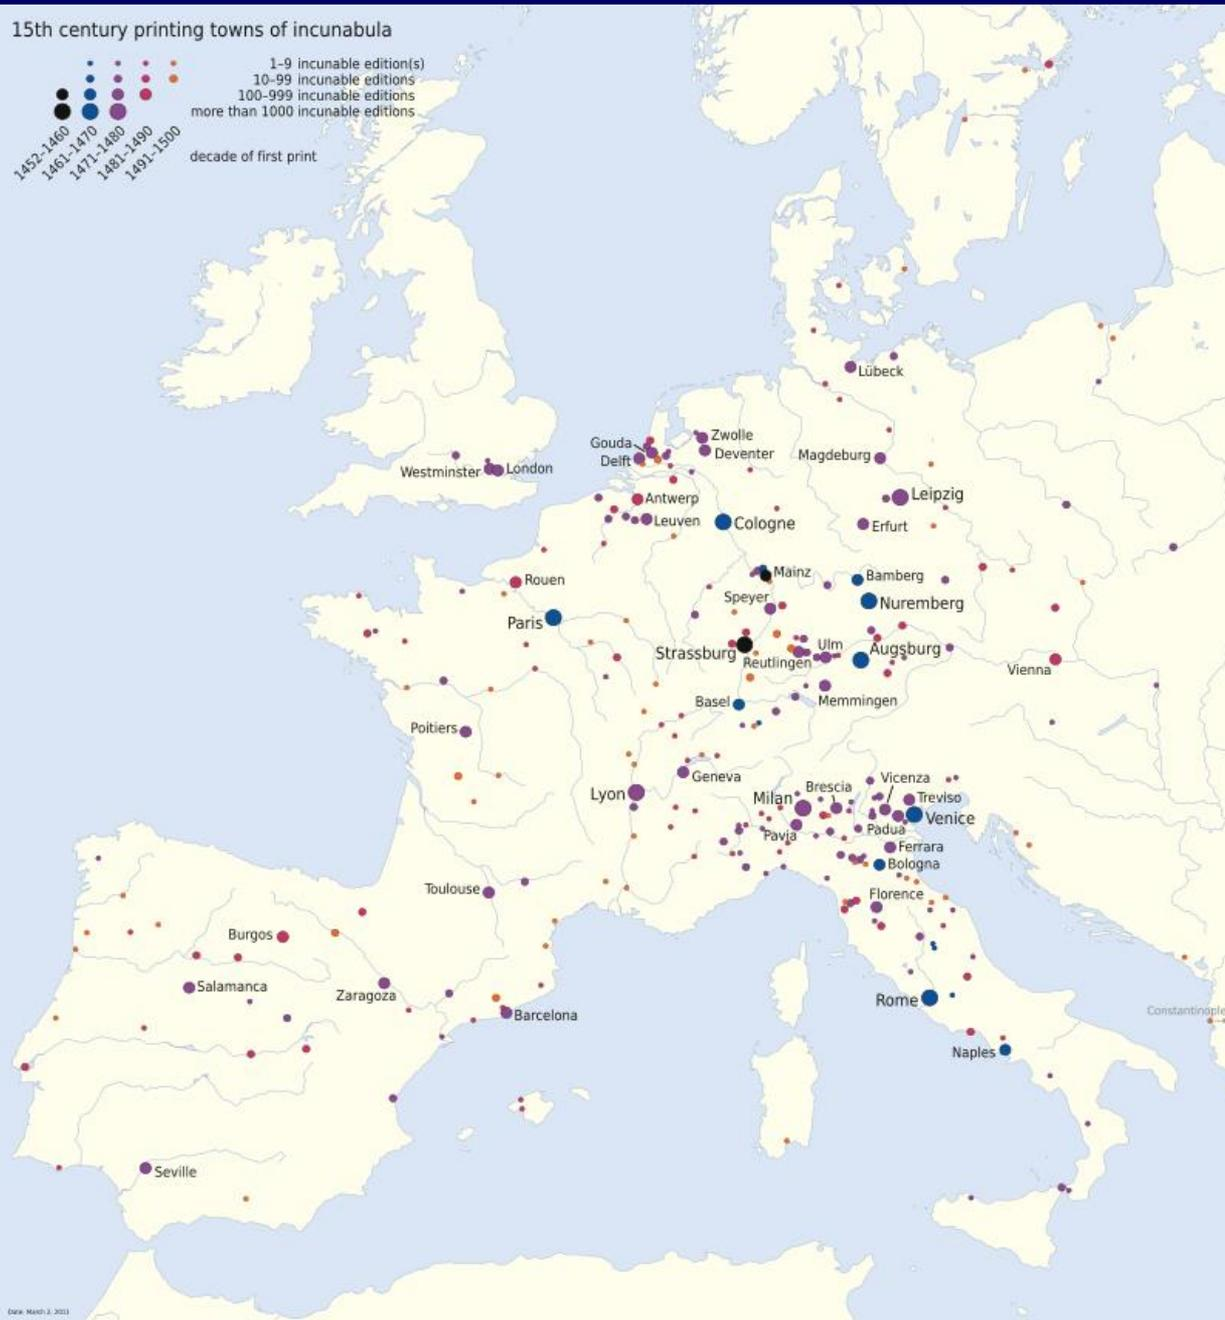 15th century printing towns of incunabula
1–9 incunable edition(s)
10–99 incunable editions
100–999 incunable editions
more than 1000 incunable editions
1452–1460
1461–1470
1471–1480
1481–1490
1491–1500
decade of first print
Lübeck
Gouda
Zwolle
Delft
Deventer
Magdeburg
Westminster
London
Antwerp
Leipzig
Leuven
Cologne
Erfurt
Rouen
Mainz
Bamberg
Speyer
Nuremberg
Paris
Strassburg
Ulm
Augsburg
Reutlingen
Vienna
Basel
Memmingen
Poitiers
Geneva
Brescia
Vicenza
Lyon
Milan
Treviso
Venice
Pavia
Padua
Ferrara
Bologna
Toulouse
Florence
Burgos
Salamanca
Zaragoza
Rome
Barcelona
Constantinople
Naples
Seville
Date: March 2, 2011